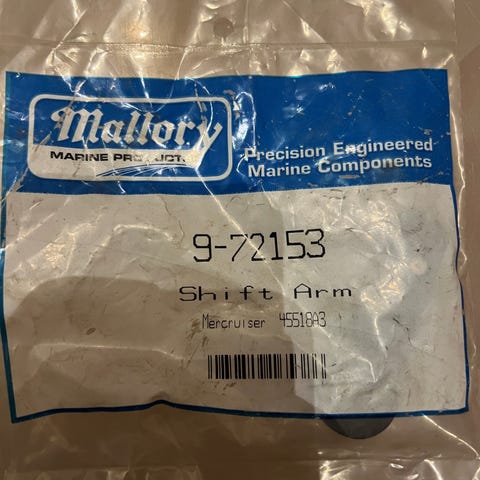 Mallory
MARINE PRODUCTS
Precision Engineered
Marine Components
9-72153
Shift Arm
Mercruiser 45518A3